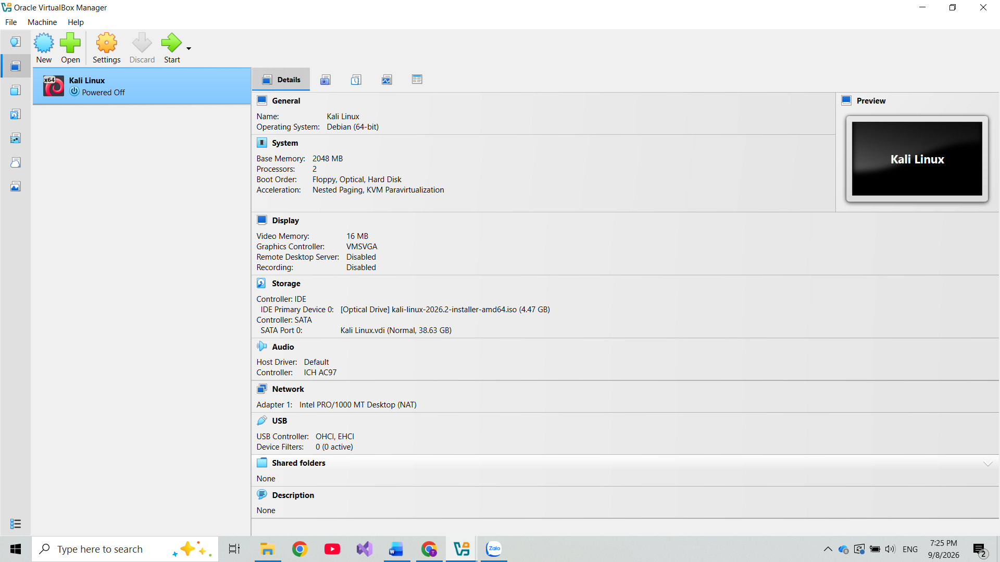 Oracle VirtualBox Manager
File Machine Help
New Open Settings Discard Start
x64 Kali Linux
Powered Off
Details
General
Name: Kali Linux
Operating System: Debian (64-bit)
Preview
Kali Linux
System
Base Memory: 2048 MB
Processors: 2
Boot Order: Floppy, Optical, Hard Disk
Acceleration: Nested Paging, KVM Paravirtualization
Display
Video Memory: 16 MB
Graphics Controller: VMSVGA
Remote Desktop Server: Disabled
Recording: Disabled
Storage
Controller: IDE
IDE Primary Device 0: [Optical Drive] kali-linux-2026.2-installer-amd64.iso (4.47 GB)
Controller: SATA
SATA Port 0: Kali Linux.vdi (Normal, 38.63 GB)
Audio
Host Driver: Default
Controller: ICH AC97
Network
Adapter 1: Intel PRO/1000 MT Desktop (NAT)
USB
USB Controller: OHCI, EHCI
Device Filters: 0 (0 active)
Shared folders
None
Description
None
Type here to search
W
T
Zalo
ENG
7:25 PM
9/8/2026
2